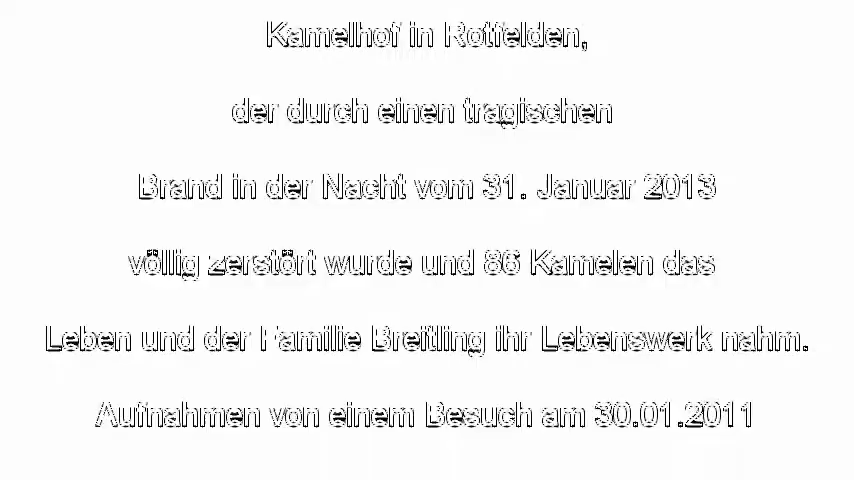 Kamelhof in Rotfelden,
der durch einen tragischen
Brand in der Nacht vom 31. Januar 2013
völlig zerstört wurde und 86 Kamelen das
Leben und der Familie Breitling ihr Lebenswerk nahm.
Aufnahmen von einem Besuch am 30.01.2011